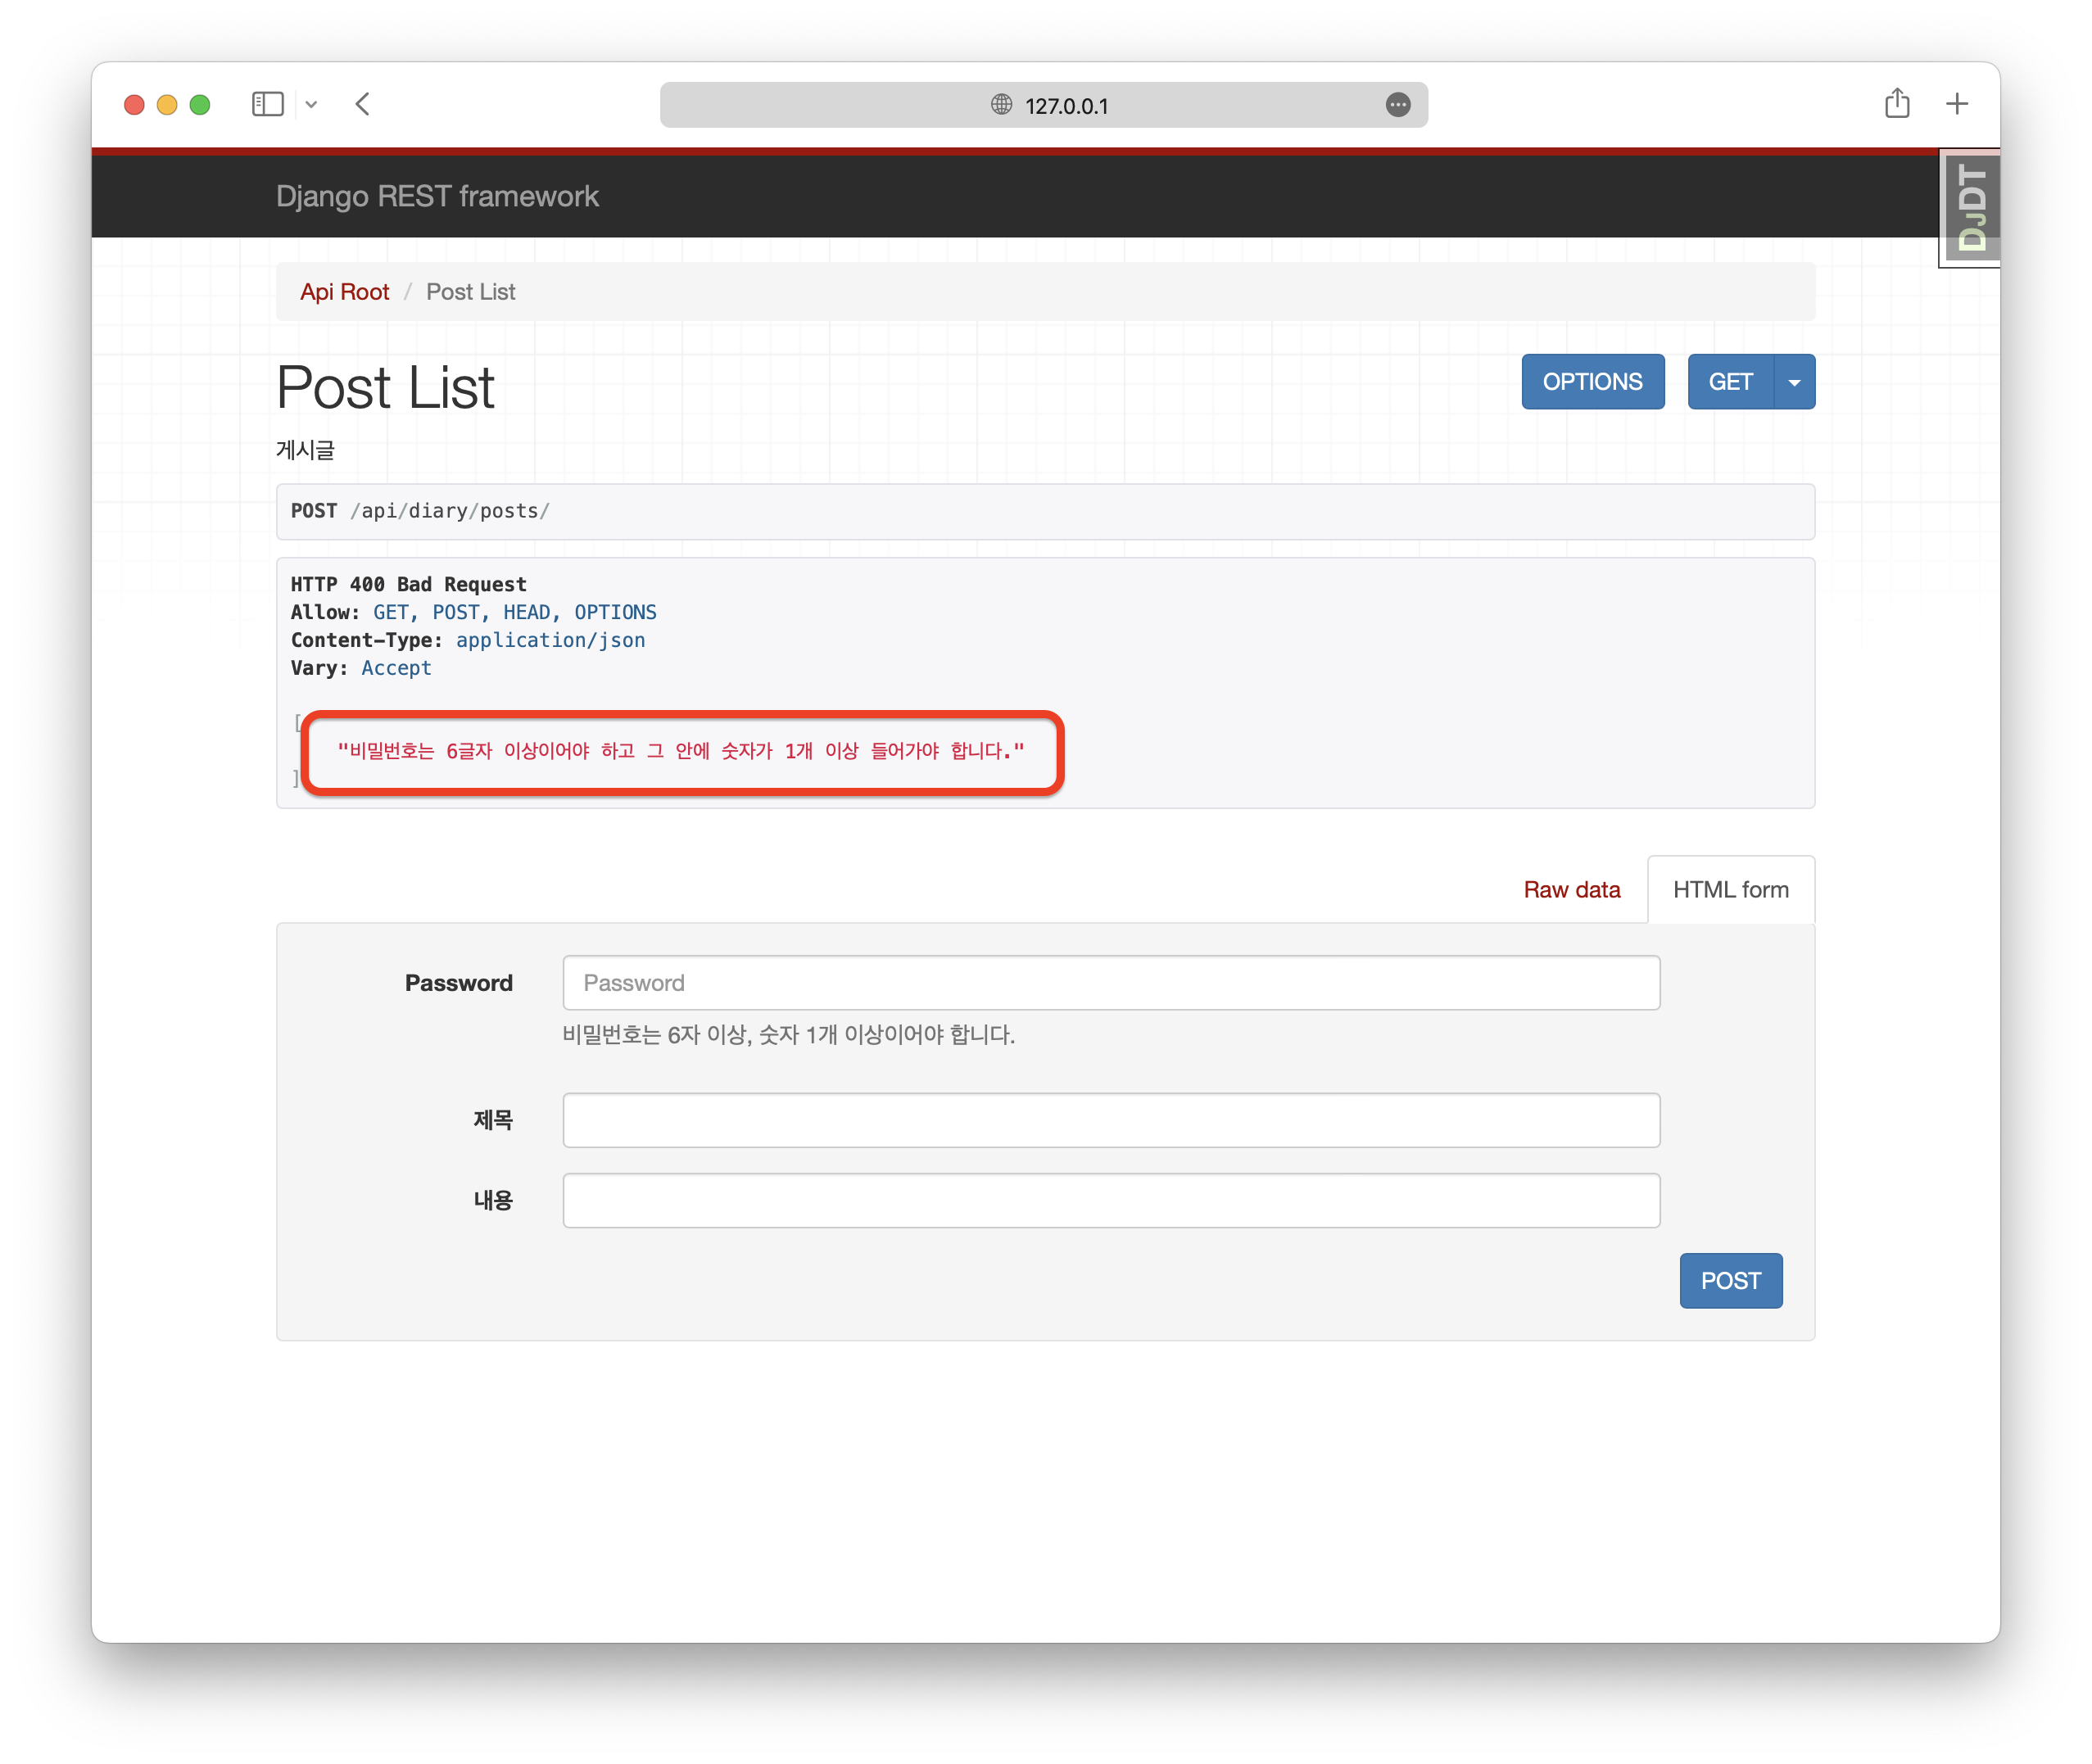 127.0.0.1
Django REST framework
DJDT
Api Root / Post List
Post List
OPTIONS
GET
게시글
POST /api/diary/posts/
HTTP 400 Bad Request
Allow: GET, POST, HEAD, OPTIONS
Content-Type: application/json
Vary: Accept
[
"비밀번호는 6글자 이상이어야 하고 그 안에 숫자가 1개 이상 들어가야 합니다."
]
Raw data
HTML form
Password
Password
비밀번호는 6자 이상, 숫자 1개 이상이어야 합니다.
제목
내용
POST